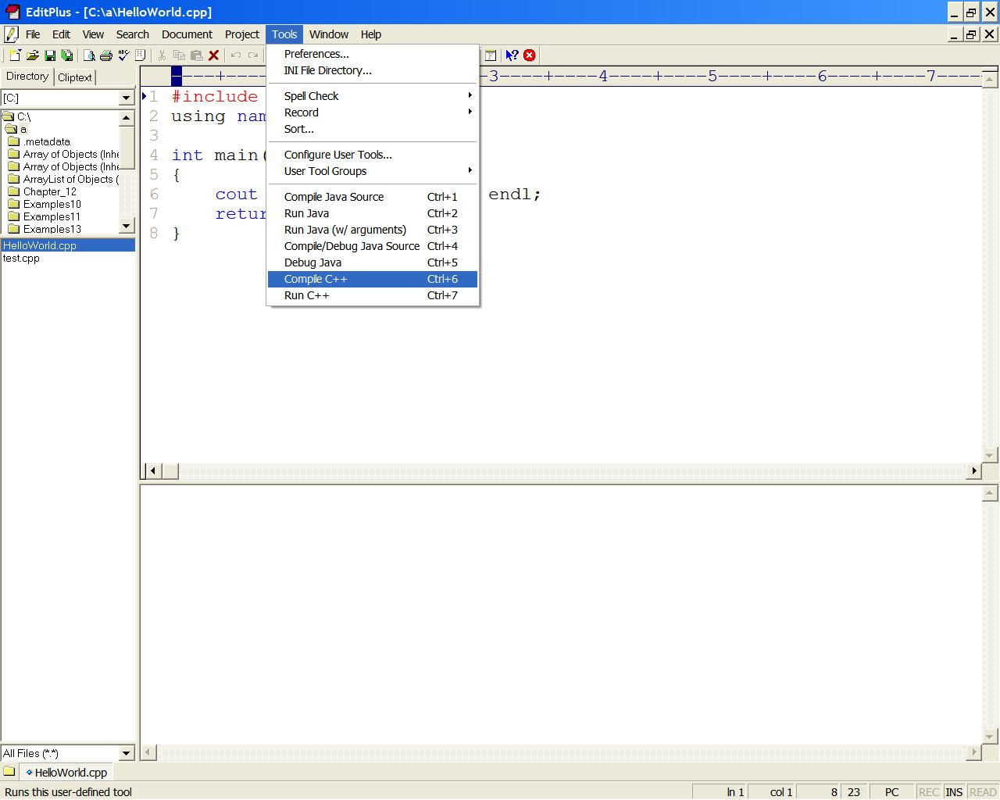 EditPlus - [C:\a\HelloWorld.cpp]
File Edit View Search Document Project Tools Window Help
Directory Cliptext
[C:]
C:\
a
.metadata
Array of Objects (Inhe
Array of Objects (Inhe
ArrayList of Objects (
Chapter_12
Examples10
Examples11
Examples13
HelloWorld.cpp
test.cpp
All Files (*.*)
Preferences...
INI File Directory...
Spell Check
Record
Sort...
Configure User Tools...
User Tool Groups
Compile Java Source Ctrl+1
Run Java Ctrl+2
Run Java (w/ arguments) Ctrl+3
Compile/Debug Java Source Ctrl+4
Debug Java Ctrl+5
Compile C++ Ctrl+6
Run C++ Ctrl+7
----+ 3----+----4----+----5----+----6----+----7----
1 #include
2 using nam
3
4 int main(
5 {
6 cout endl;
7 retur
8 }
HelloWorld.cpp
Runs this user-defined tool ln 1 col 1 8 23 PC REC INS READ